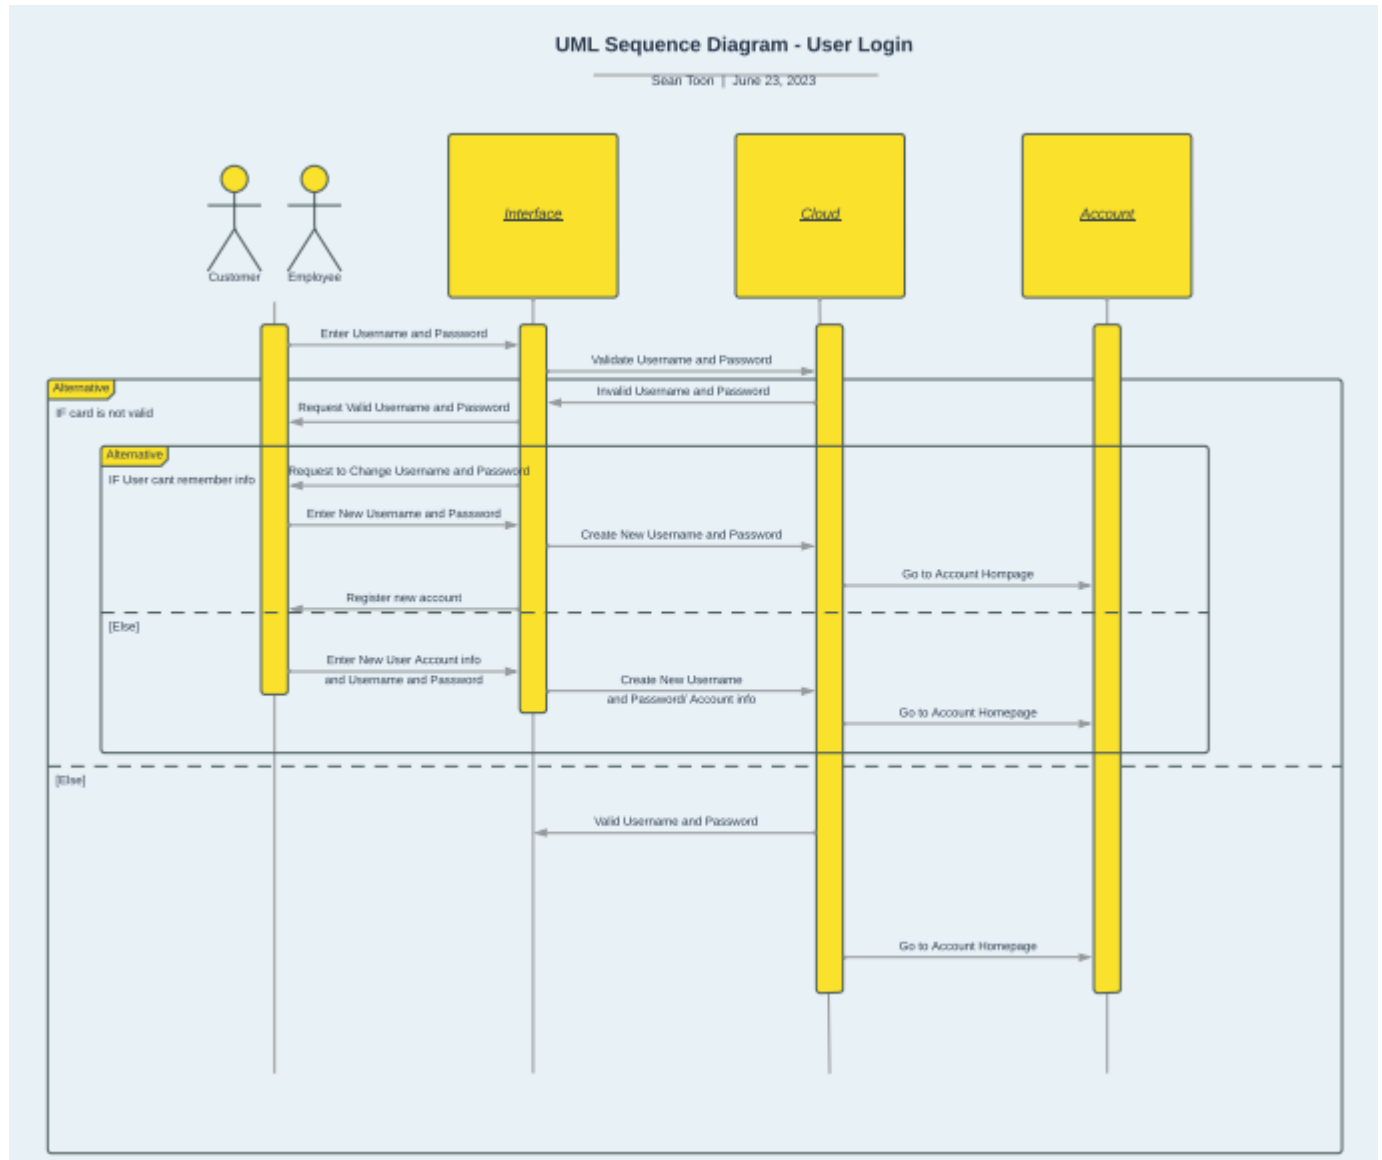 UML Sequence Diagram - User Login
Sean Toon | June 23, 2023
Interface
Cloud
Account
Customer
Employee
Enter Username and Password
Validate Username and Password
Alternative
Invalid Username and Password
IF card is not valid
Request Valid Username and Password
Alternative
IF User cant remember info
Request to Change Username and Password
Enter New Username and Password
Create New Username and Password
Go to Account Hompage
Register new account
[Else]
Enter New User Account info
and Username and Password
Create New Username
and Password/ Account info
Go to Account Homepage
[Else]
Valid Username and Password
Go to Account Homepage